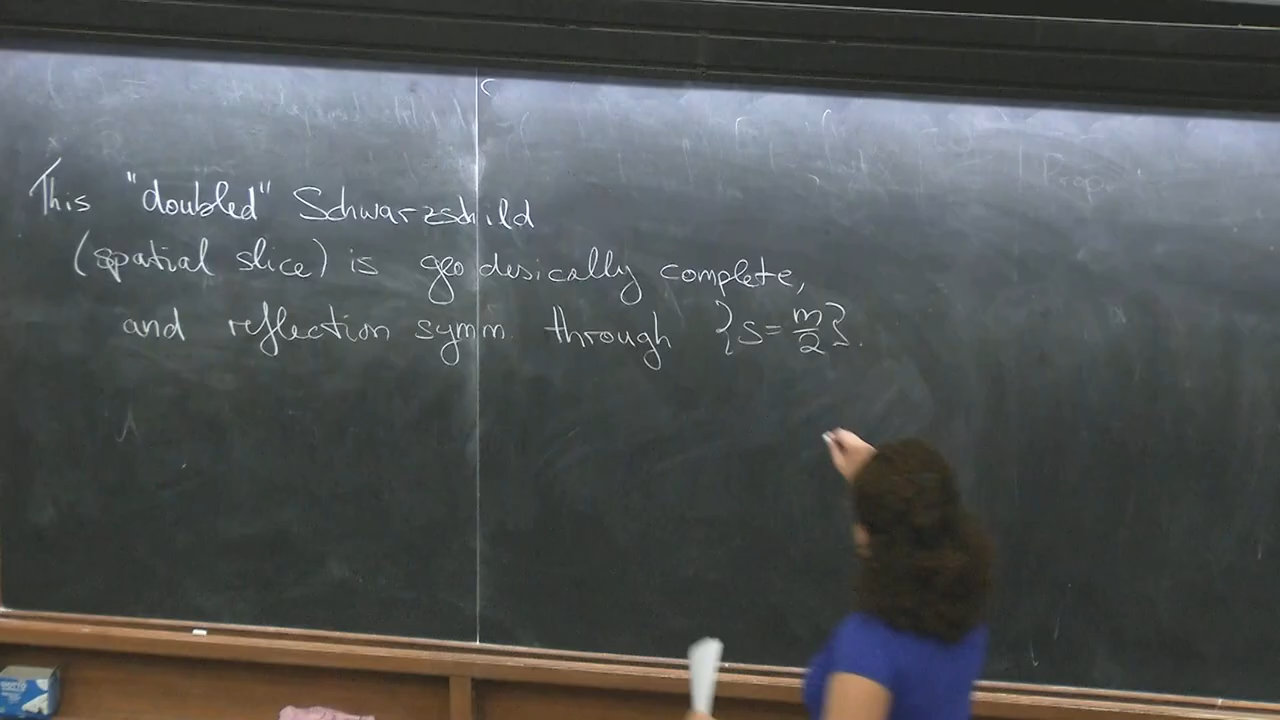 This "doubled" Schwarzschild
(spatial slice) is geodesically complete,
and reflection symm. through {s = m/2}.